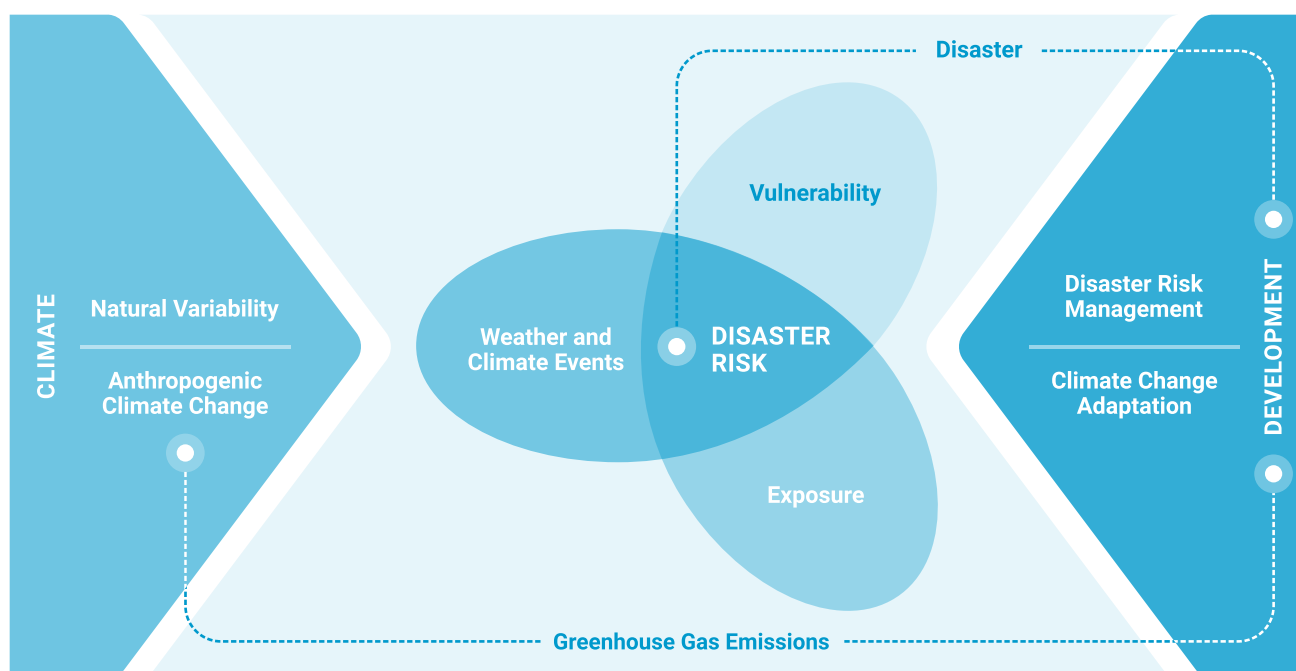 Disaster
Vulnerability
CLIMATE
Natural Variability
Anthropogenic
Climate Change
Weather and
Climate Events
DISASTER
RISK
Exposure
Disaster Risk
Management
Climate Change
Adaptation
DEVELOPMENT
Greenhouse Gas Emissions